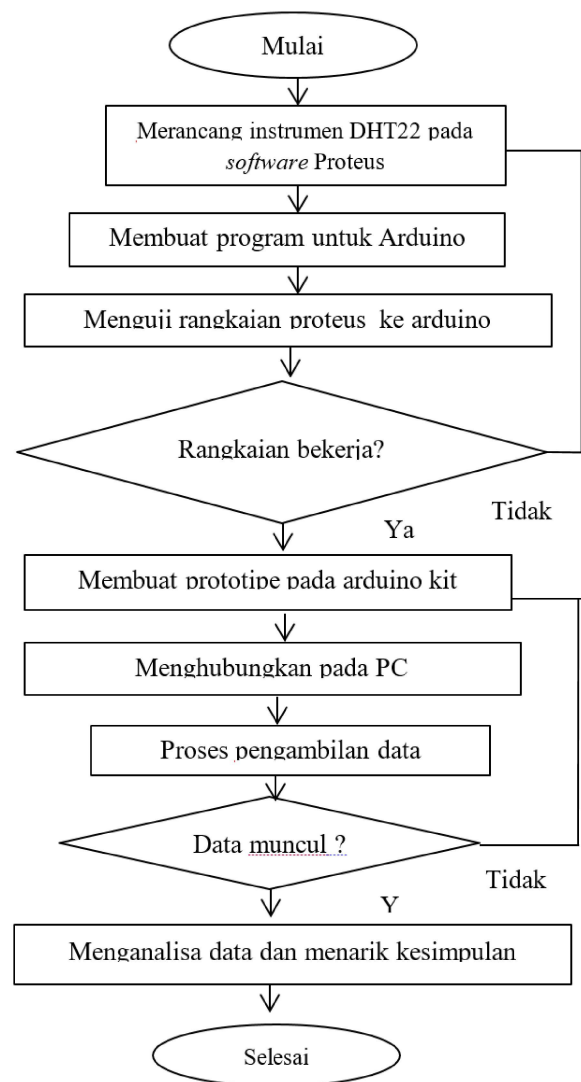 Mulai
Merancang instrumen DHT22 pada
software Proteus
Membuat program untuk Arduino
Menguji rangkaian proteus ke arduino
Rangkaian bekerja?
Tidak
Ya
Membuat prototipe pada arduino kit
Menghubungkan pada PC
Proses pengambilan data
Data muncul ?
Tidak
Y
Menganalisa data dan menarik kesimpulan
Selesai